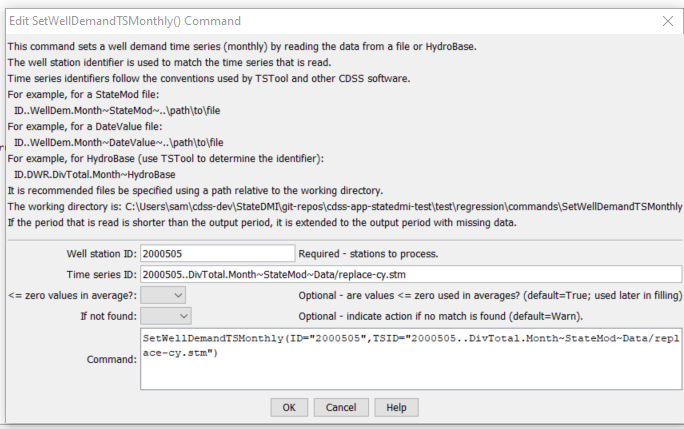 Edit SetWellDemandTSMonthly() Command
This command sets a well demand time series (monthly) by reading the data from a file or HydroBase.
The well station identifier is used to match the time series that is read.
Time series identifiers follow the conventions used by TSTool and other CDSS software.
For example, for a StateMod file:
ID..WellDem.Month~StateMod~..\path\to\file
For example, for a DateValue file:
ID..WellDem.Month~DateValue~..\path\to\file
For example, for HydroBase (use TSTool to determine the identifier):
ID.DWR.DivTotal.Month~HydroBase
It is recommended files be specified using a path relative to the working directory.
The working directory is: C:\Users\sam\cdss-dev\StateDMI\git-repos\cdss-app-statedmi-test\test\regression\commands\SetWellDemandTSMonthly
If the period that is read is shorter than the output period, it is extended to the output period with missing data.
Well station ID: 2000505 Required - stations to process.
Time series ID: 2000505..DivTotal.Month~StateMod~Data/replace-cy.stm
<= zero values in average?: Optional - are values <= zero used in averages? (default=True; used later in filling)
If not found: Optional - indicate action if no match is found (default=Warn).
SetWellDemandTSMonthly(ID="2000505",TSID="2000505..DivTotal.Month~StateMod~Data/repl
Command: ace-cy.stm")
OK Cancel Help